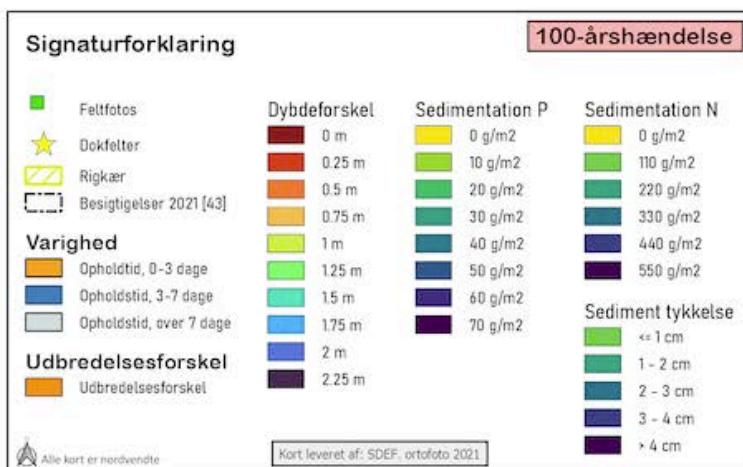 Signaturforklaring
100-årshændelse
Feltfotos
Dokfelter
Rigkær
Besigtigelser 2021 [43]
Varighed
Opholdtid, 0-3 dage
Opholdstid, 3-7 dage
Opholdstid, over 7 dage
Udbredelsesforskel
Udbredelsesforskel
Dybdeforskel
0 m
0.25 m
0.5 m
0.75 m
1 m
1.25 m
1.5 m
1.75 m
2 m
2.25 m
Sedimentation P
0 g/m2
10 g/m2
20 g/m2
30 g/m2
40 g/m2
50 g/m2
60 g/m2
70 g/m2
Sedimentation N
0 g/m2
110 g/m2
220 g/m2
330 g/m2
440 g/m2
550 g/m2
Sediment tykkelse
<= 1 cm
1 - 2 cm
2 - 3 cm
3 - 4 cm
> 4 cm
Alle kort er nordvendte
Kort leveret af: SDEF, ortofoto 2021